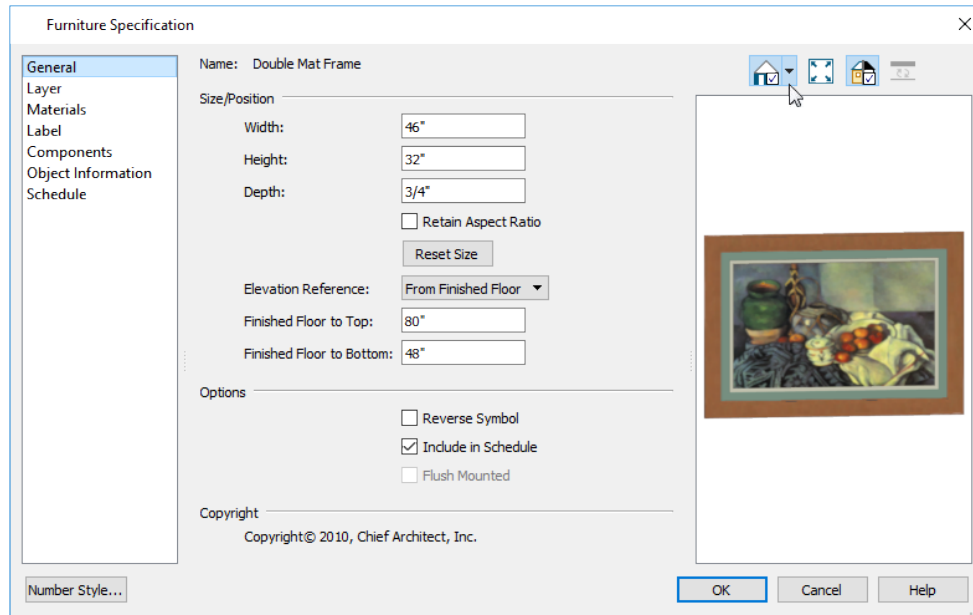 Furniture Specification
General
Layer
Materials
Label
Components
Object Information
Schedule
Name: Double Mat Frame
Size/Position
Width: 46"
Height: 32"
Depth: 3/4"
Retain Aspect Ratio
Reset Size
Elevation Reference: From Finished Floor
Finished Floor to Top: 80"
Finished Floor to Bottom: 48"
Options
Reverse Symbol
Include in Schedule
Flush Mounted
Copyright
Copyright© 2010, Chief Architect, Inc.
Number Style... OK Cancel Help